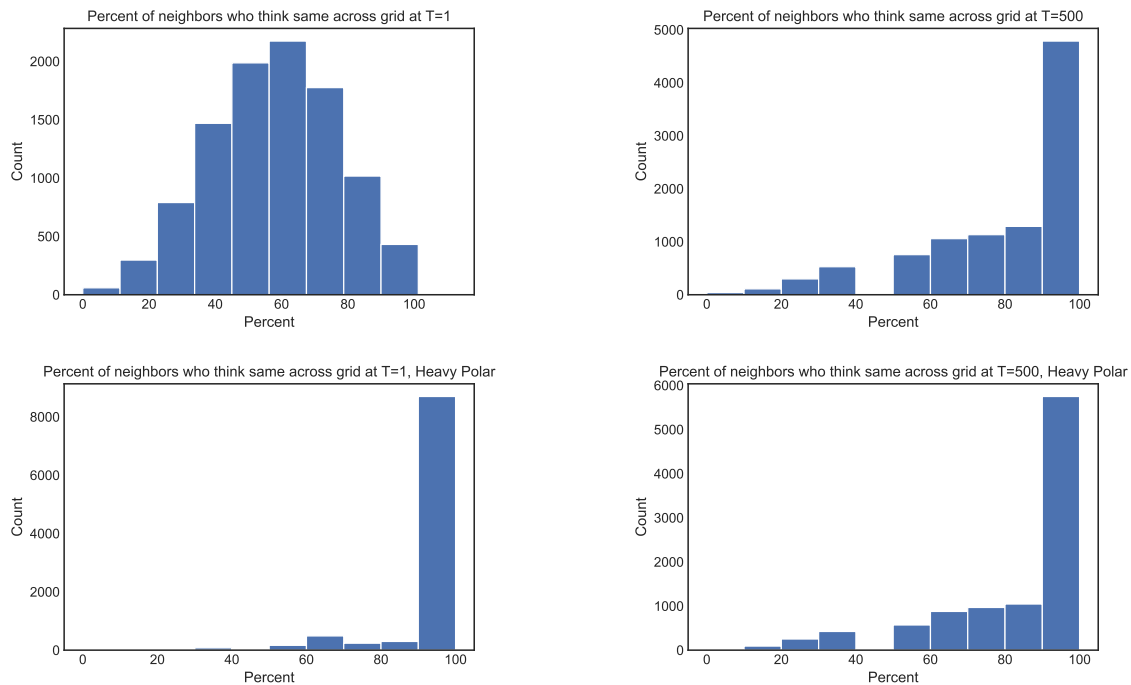 Percent of neighbors who think same across grid at T=1
2000
1500
1000
500
0
Count
0 20 40 60 80 100
Percent
Percent of neighbors who think same across grid at T=500
5000
4000
3000
2000
1000
0
Count
0 20 40 60 80 100
Percent
Percent of neighbors who think same across grid at T=1, Heavy Polar
8000
6000
4000
2000
0
Count
0 20 40 60 80 100
Percent
Percent of neighbors who think same across grid at T=500, Heavy Polar
6000
5000
4000
3000
2000
1000
0
Count
0 20 40 60 80 100
Percent